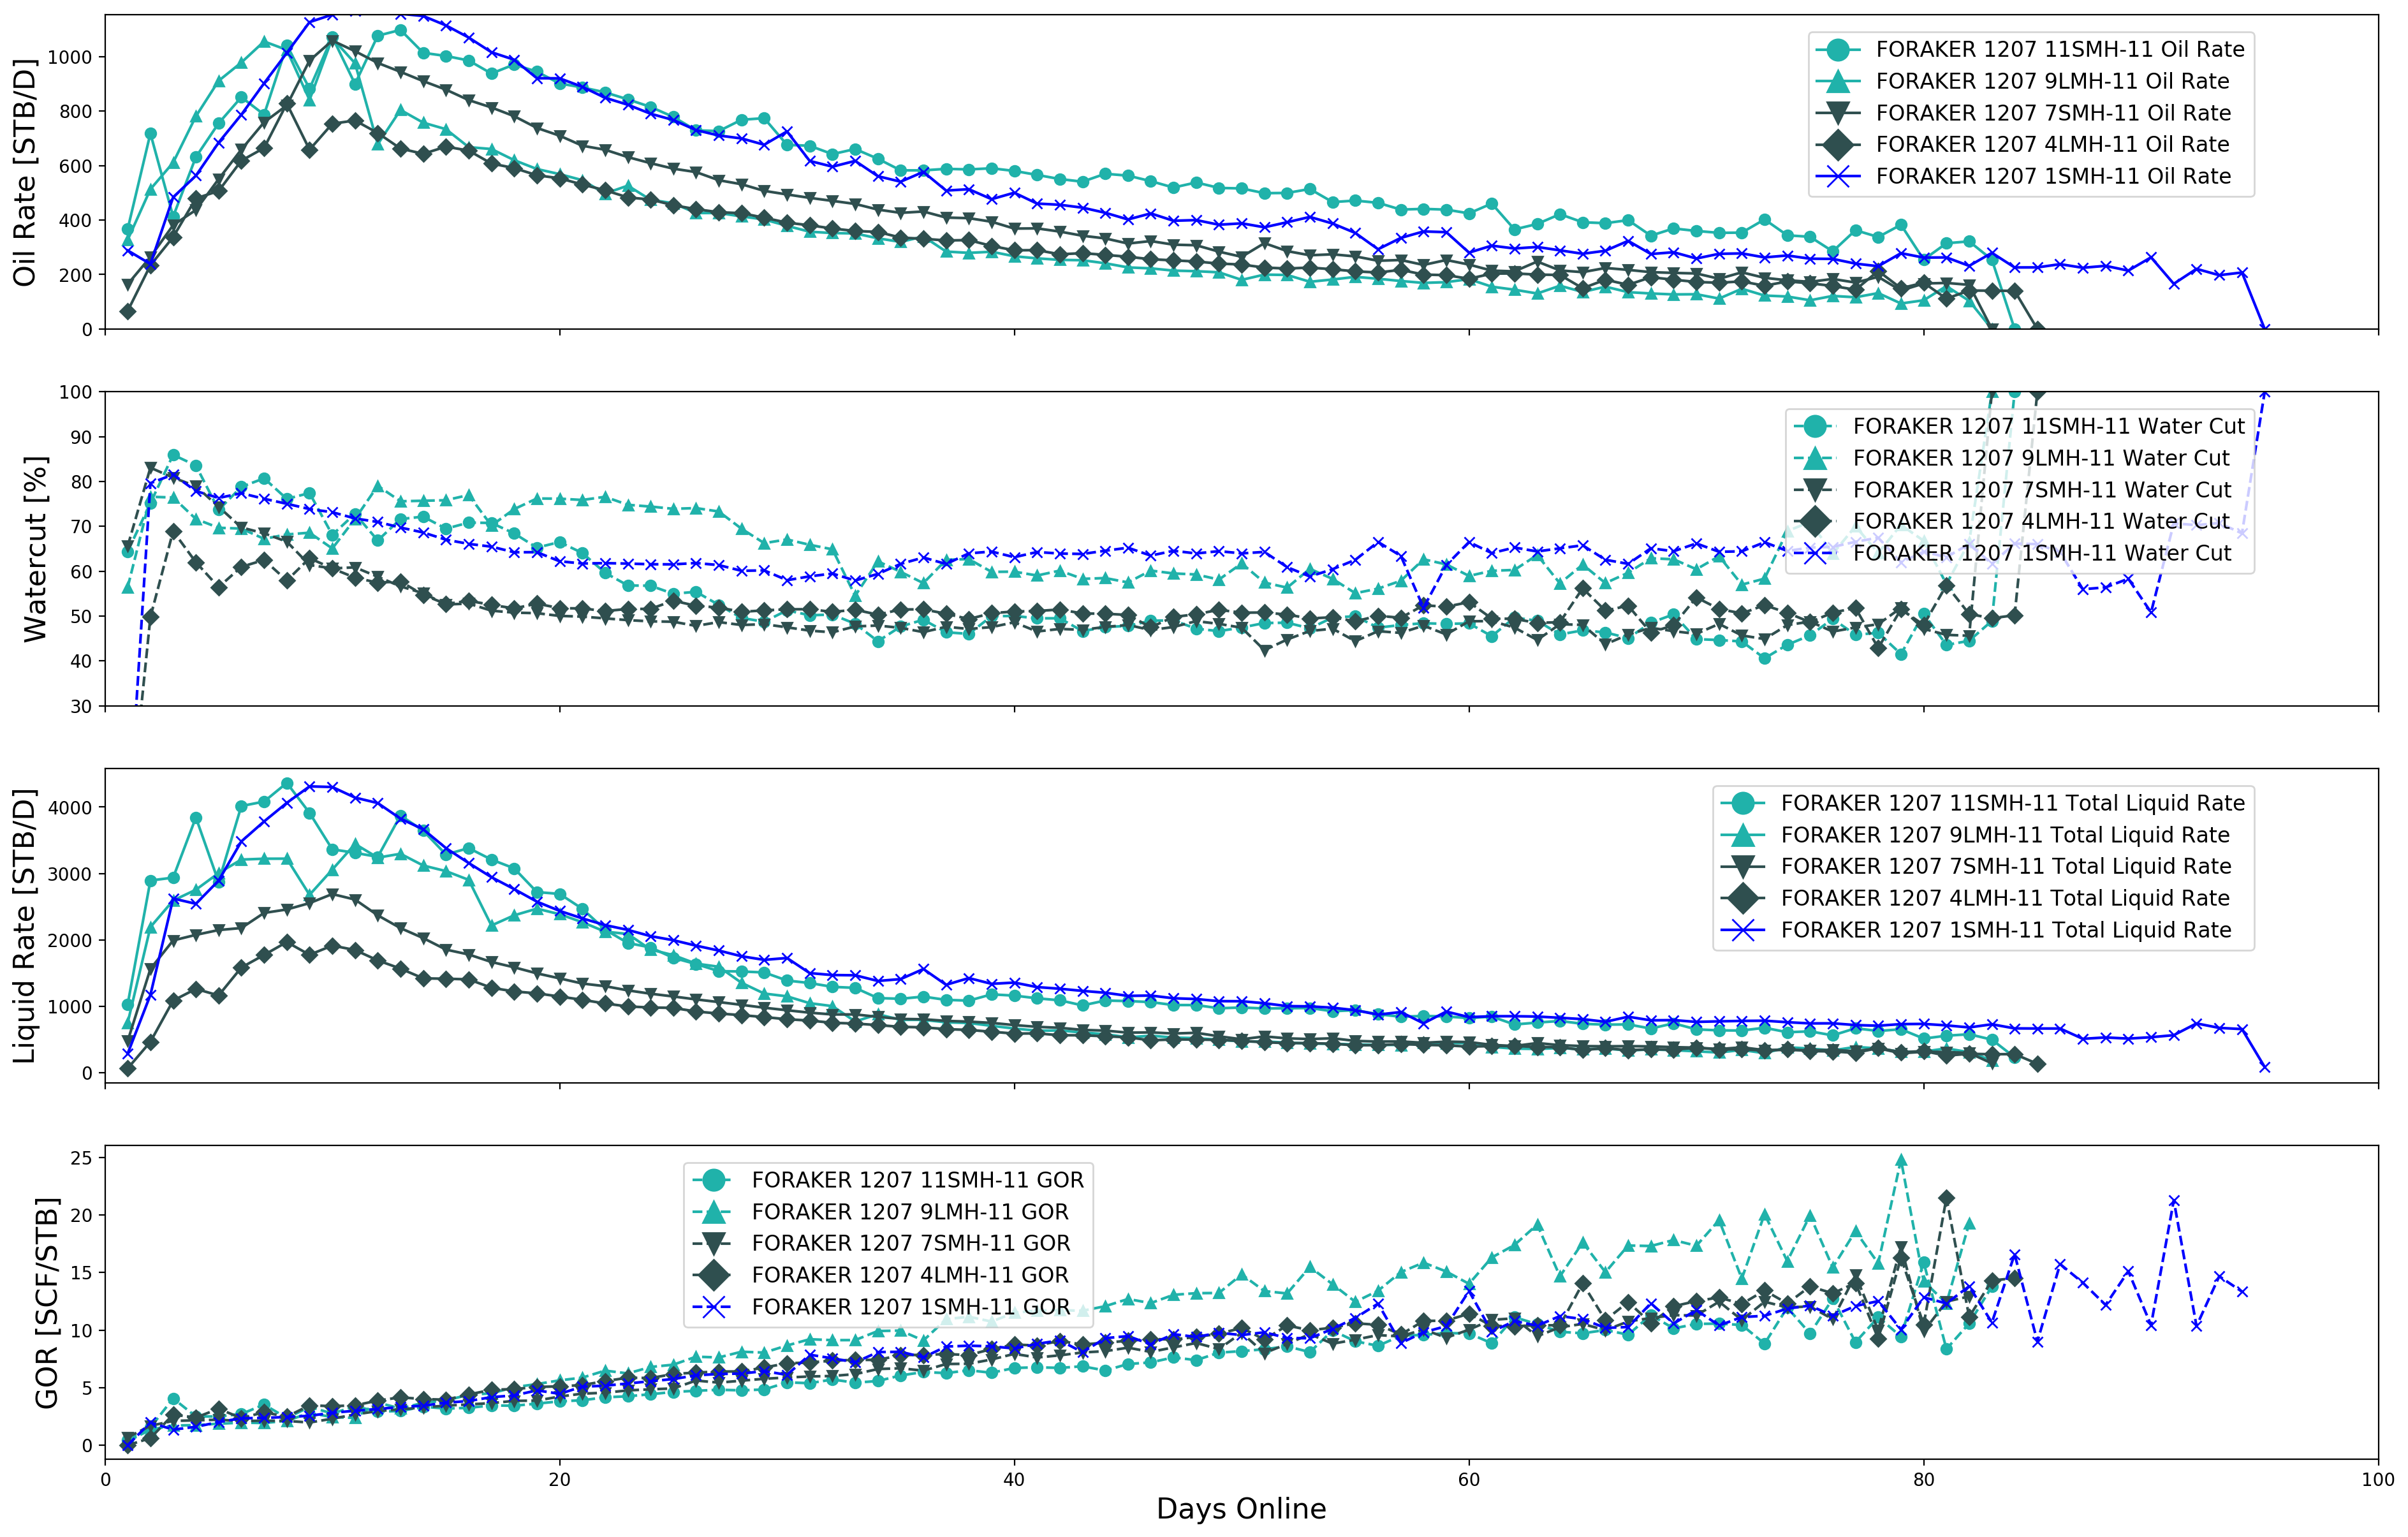 Oil Rate [STB/D]
1000
800
600
400
200
0
FORAKER 1207 11SMH-11 Oil Rate
FORAKER 1207 9LMH-11 Oil Rate
FORAKER 1207 7SMH-11 Oil Rate
FORAKER 1207 4LMH-11 Oil Rate
FORAKER 1207 1SMH-11 Oil Rate
Watercut [%]
100
90
80
70
60
50
40
30
FORAKER 1207 11SMH-11 Water Cut
FORAKER 1207 9LMH-11 Water Cut
FORAKER 1207 7SMH-11 Water Cut
FORAKER 1207 4LMH-11 Water Cut
FORAKER 1207 1SMH-11 Water Cut
Liquid Rate [STB/D]
4000
3000
2000
1000
0
FORAKER 1207 11SMH-11 Total Liquid Rate
FORAKER 1207 9LMH-11 Total Liquid Rate
FORAKER 1207 7SMH-11 Total Liquid Rate
FORAKER 1207 4LMH-11 Total Liquid Rate
FORAKER 1207 1SMH-11 Total Liquid Rate
GOR [SCF/STB]
25
20
15
10
5
0
FORAKER 1207 11SMH-11 GOR
FORAKER 1207 9LMH-11 GOR
FORAKER 1207 7SMH-11 GOR
FORAKER 1207 4LMH-11 GOR
FORAKER 1207 1SMH-11 GOR
0 20 40 60 80 100
Days Online